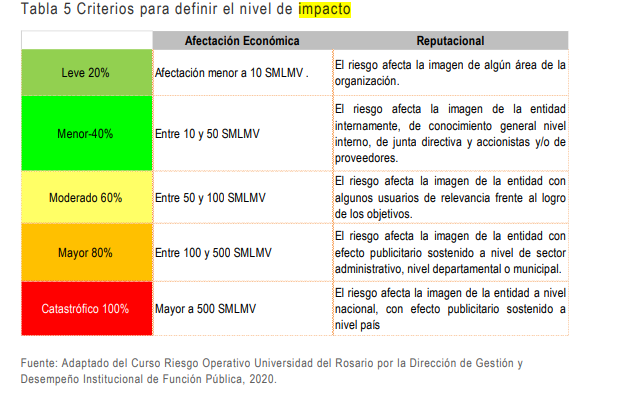 Tabla 5 Criterios para definir el nivel de impacto
Afectación Económica
Reputacional
Leve 20%
Afectación menor a 10 SMLMV .
El riesgo afecta la imagen de algún área de la
organización.
Menor-40%
Entre 10 y 50 SMLMV
El riesgo afecta la imagen de la entidad
internamente, de conocimiento general nivel
interno, de junta directiva y accionistas y/o de
proveedores.
Moderado 60%
Entre 50 y 100 SMLMV
El riesgo afecta la imagen de la entidad con
algunos usuarios de relevancia frente al logro
de los objetivos.
Mayor 80%
Entre 100 y 500 SMLMV
El riesgo afecta la imagen de la entidad con
efecto publicitario sostenido a nivel de sector
administrativo, nivel departamental o municipal.
Catastrófico 100%
Mayor a 500 SMLMV
El riesgo afecta la imagen de la entidad a nivel
nacional, con efecto publicitario sostenido a
nivel país
Fuente: Adaptado del Curso Riesgo Operativo Universidad del Rosario por la Dirección de Gestión y
Desempeño Institucional de Función Pública, 2020.